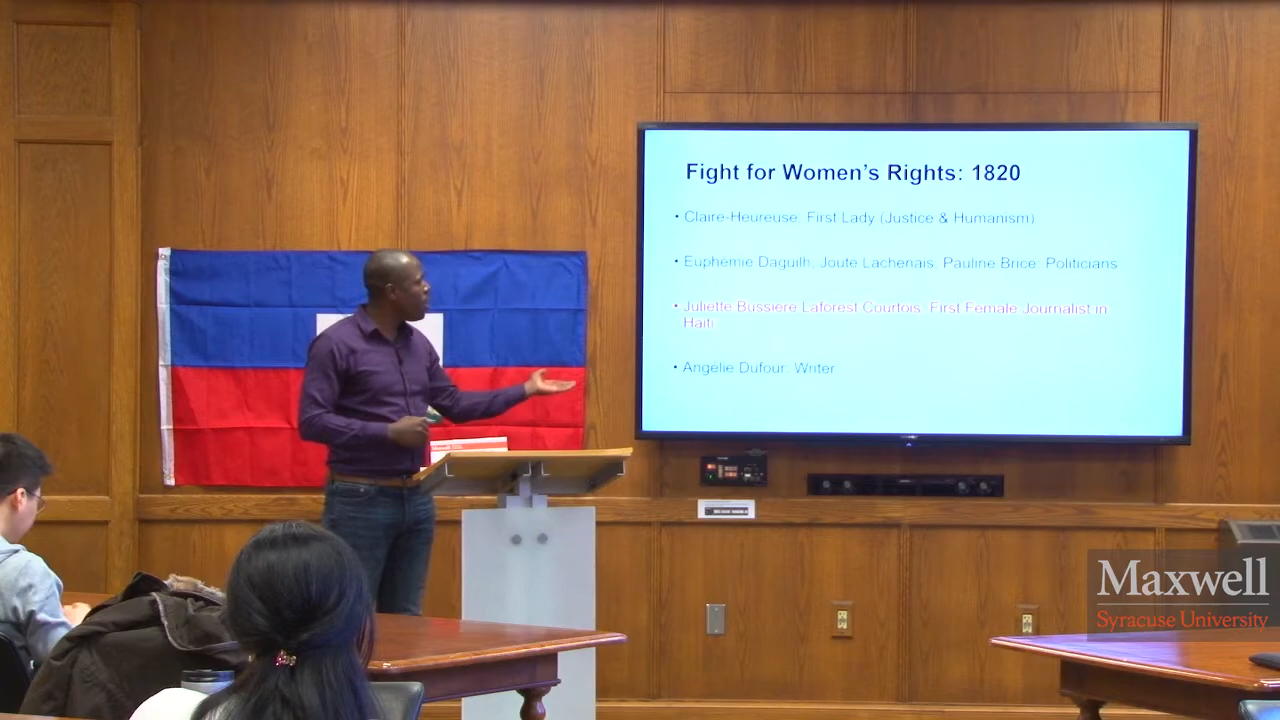 Fight for Women's Rights: 1820
• Claire-Heureuse: First Lady (Justice & Humanism)
• Euphémie Daguilh; Joute Lachenais; Pauline Brice: Politicians
• Juliette Bussière Laforest Courtois: First Female Journalist in
Haiti
• Angélie Dufour: Writer
Maxwell
Syracuse University